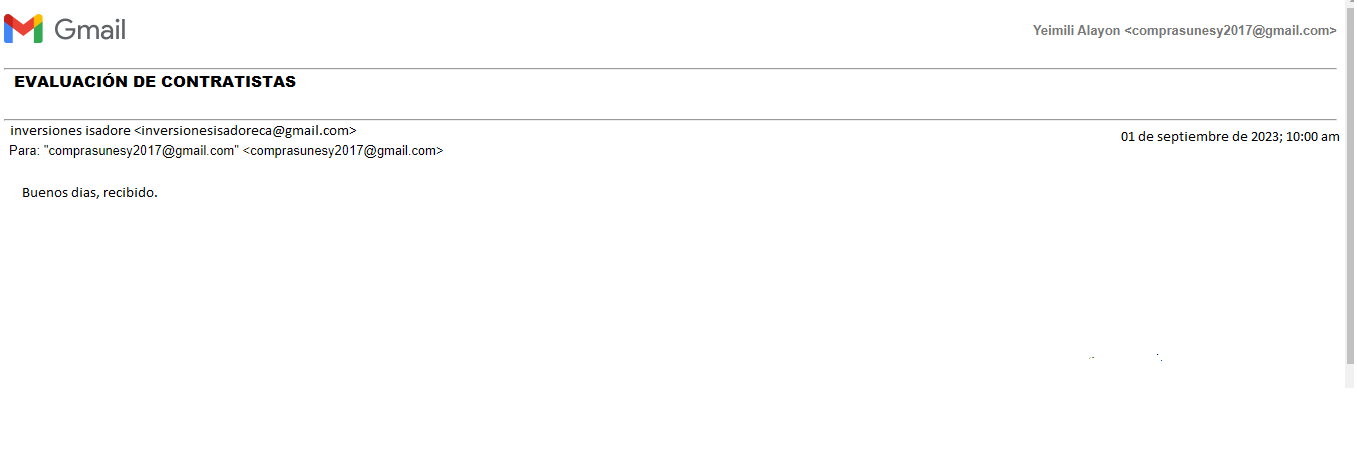 Gmail
Yeimili Alayon <comprasunesy2017@gmail.com>
EVALUACIÓN DE CONTRATISTAS
inversiones isadore <inversionesisadoreca@gmail.com>
01 de septiembre de 2023; 10:00 am
Para: "comprasunesy2017@gmail.com" <comprasunesy2017@gmail.com>
Buenos dias, recibido.